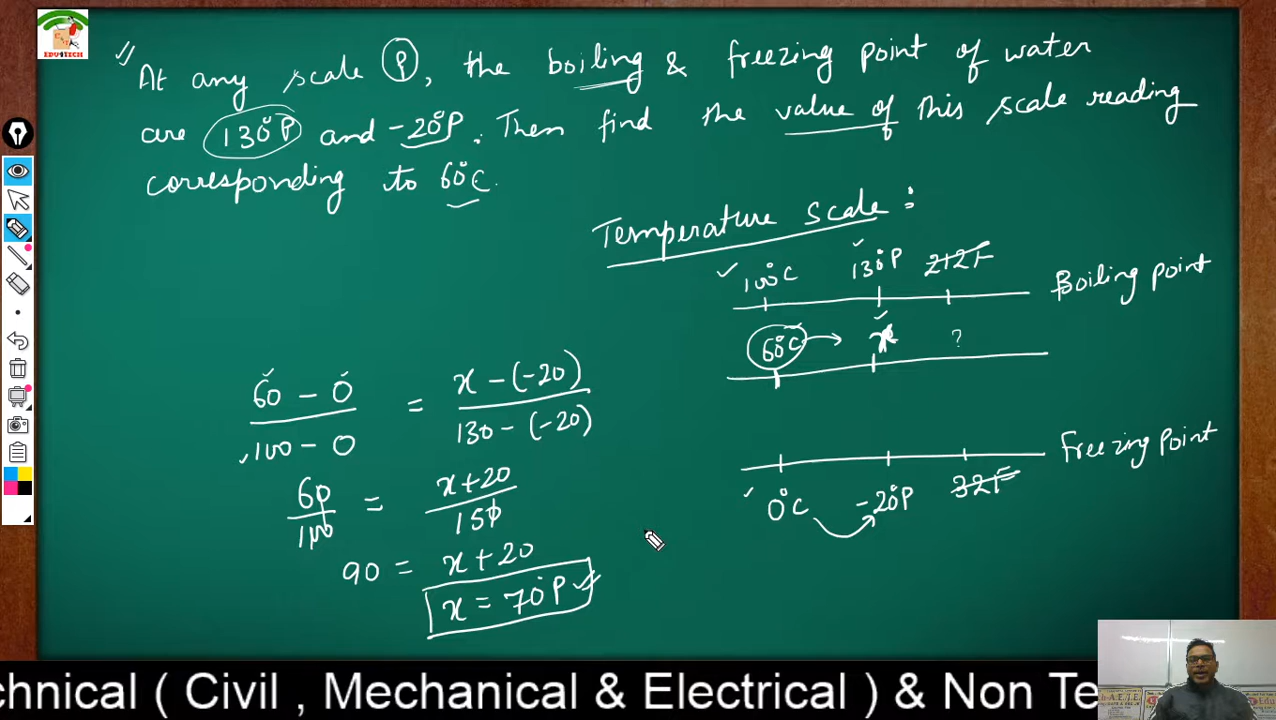 EDU4TECH
At any scale P, the boiling & freezing point of water
are 130°P and -20°P. Then find the value of this scale reading
corresponding to 60°C.
Temperature Scale :
100°C 130°P 212F Boiling point
60°C x ?
0°C -20°P 32F Freezing Point
60 - 0 / 100 - 0 = x - (-20) / 130 - (-20)
60 / 100 = x + 20 / 150
90 = x + 20
x = 70°P
chnical ( Civil , Mechanical & Electrical ) & Non Te